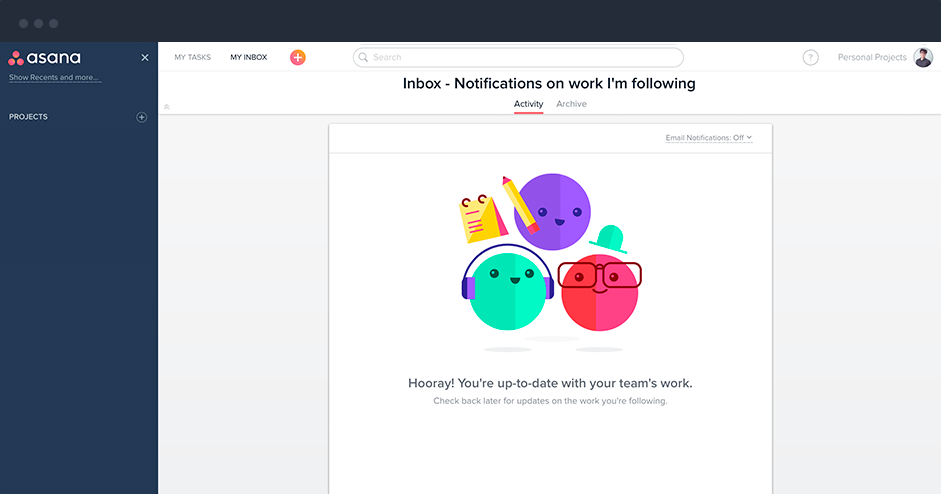 asana
Show Recents and more...
PROJECTS
MY TASKS
MY INBOX
Search
?
Personal Projects
Inbox - Notifications on work I'm following
Activity
Archive
Email Notifications: Off
Hooray! You're up-to-date with your team's work.
Check back later for updates on the work you're following.